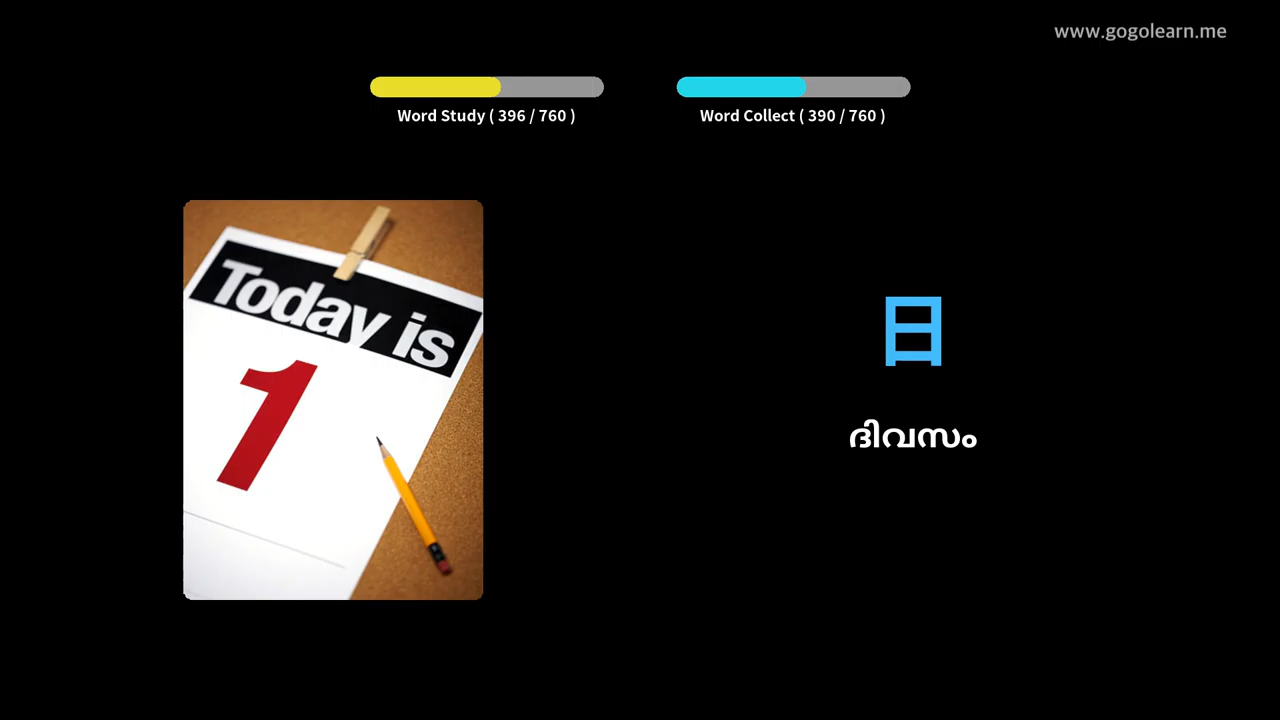 www.gogolearn.me
Word Study ( 396 / 760 )
Word Collect ( 390 / 760 )
Today is
1
日
ദിവസം